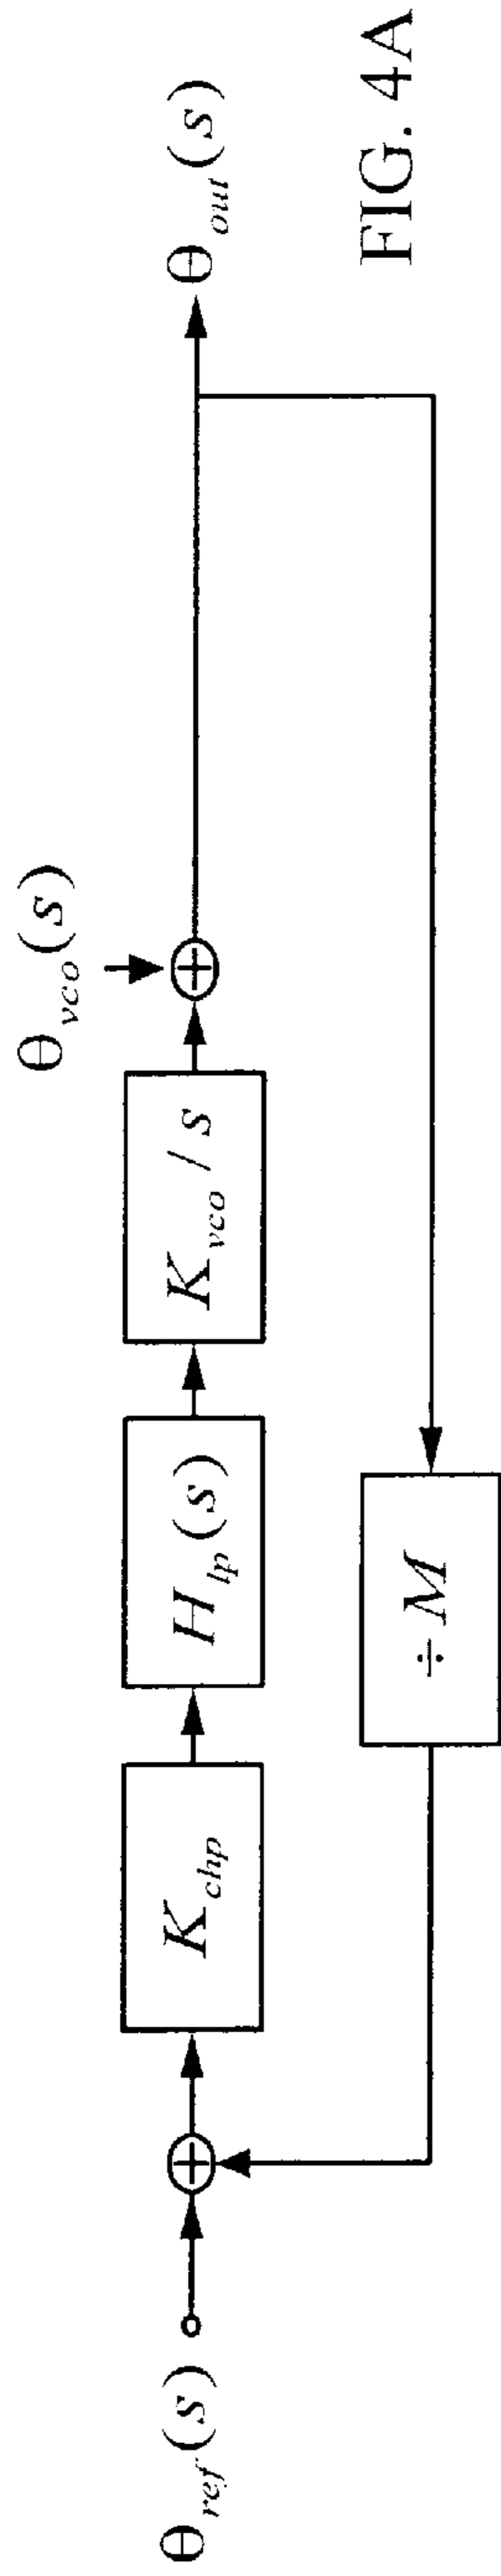 θ_ref(s)
K_chp
H_lp(s)
K_vco / s
θ_vco(s)
θ_out(s)
÷M
FIG. 4A